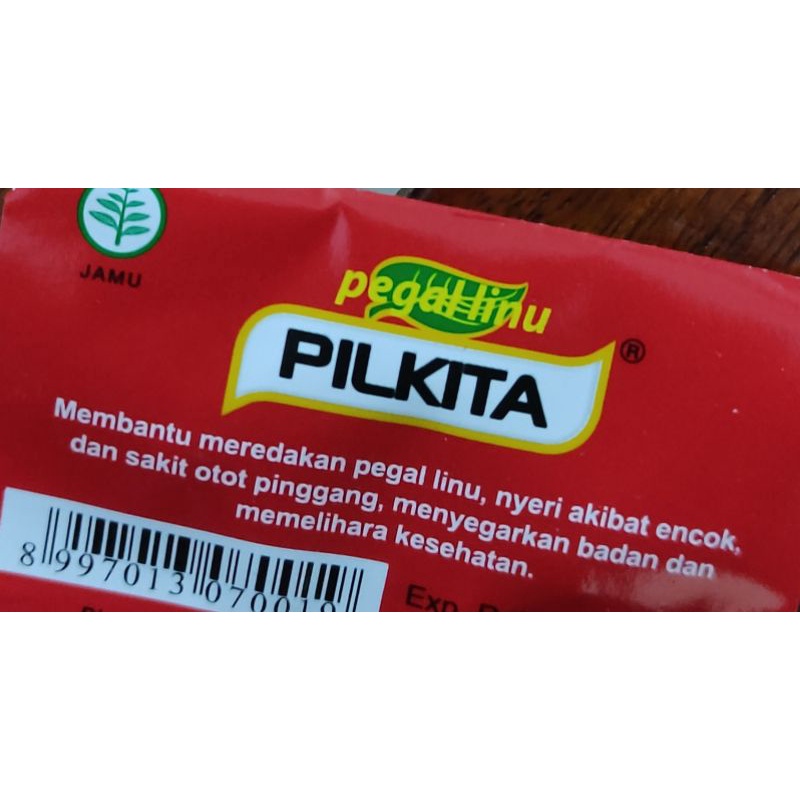 JAMU
pegal linu
PILKITA®
Membantu meredakan pegal linu, nyeri akibat encok,
dan sakit otot pinggang, menyegarkan badan dan
memelihara kesehatan.
8 997013 070019
Exp.